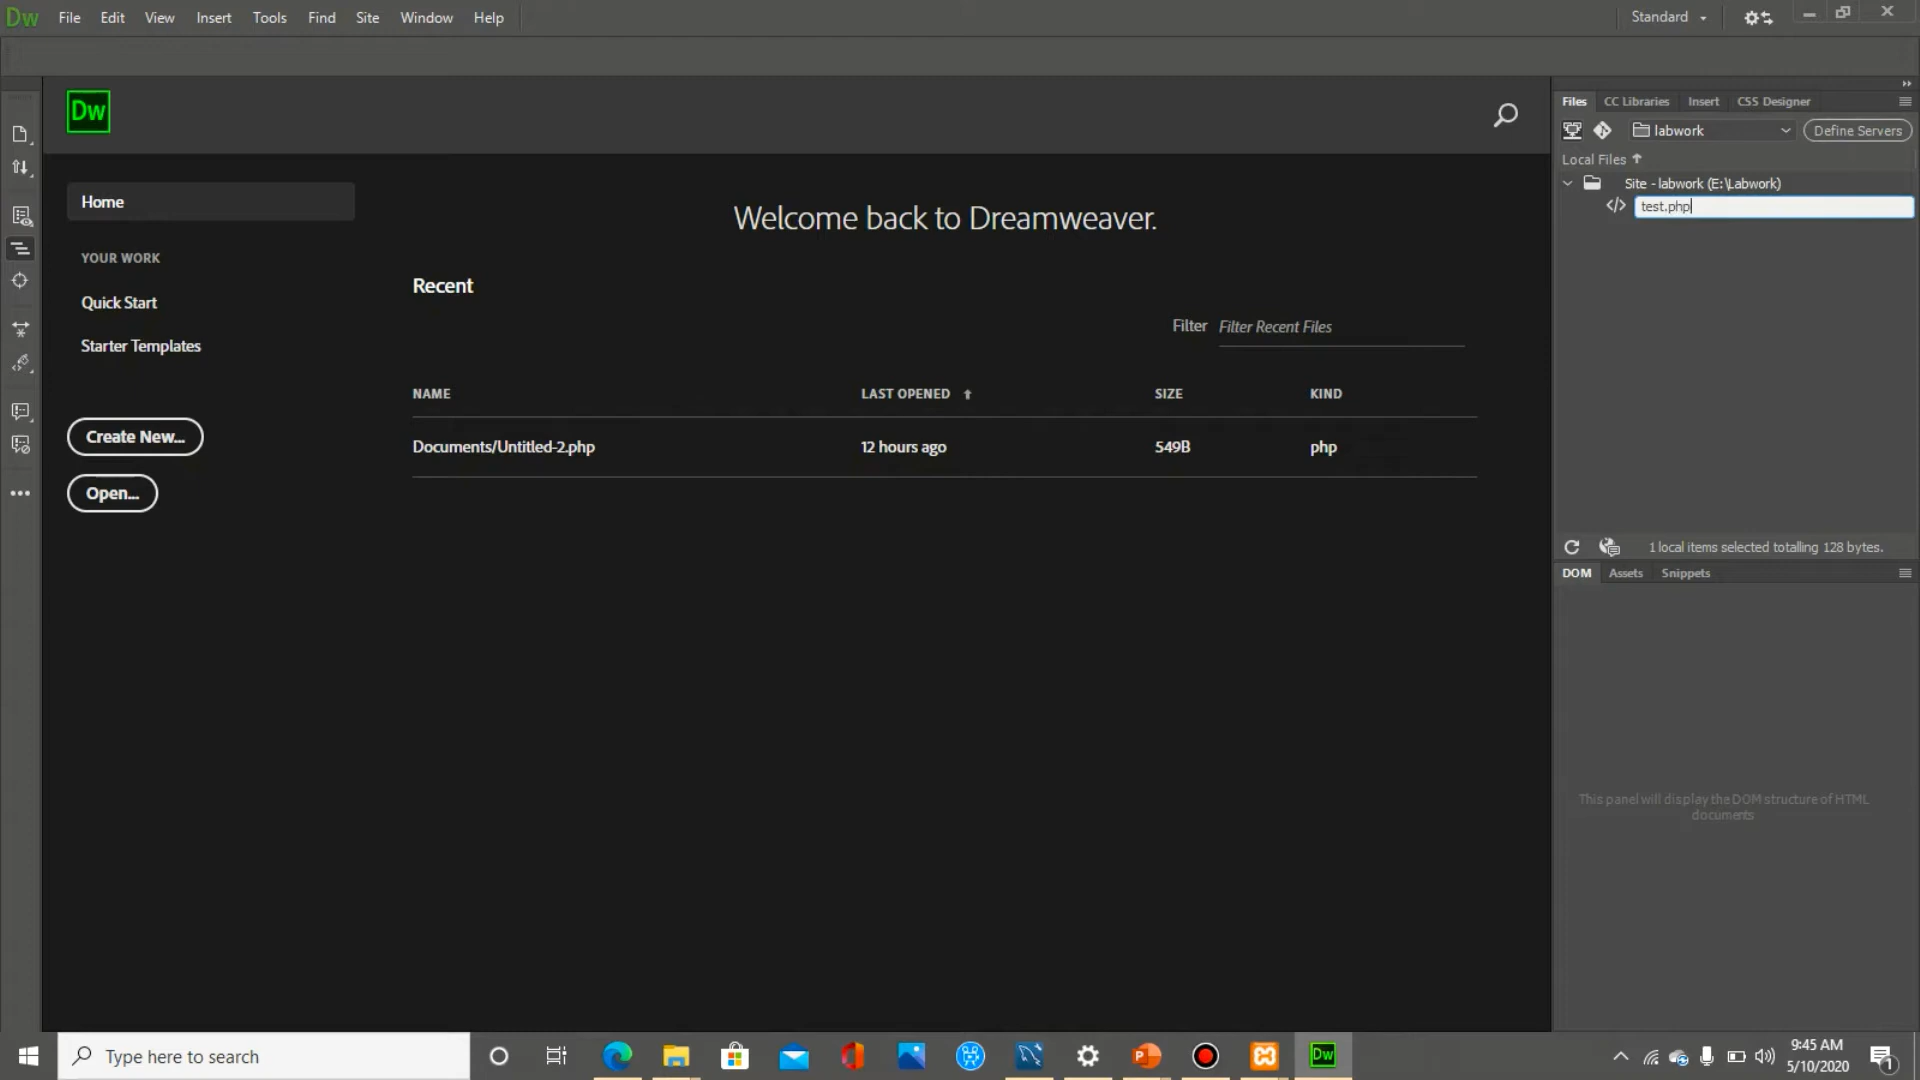 Dw File Edit View Insert Tools Find Site Window Help Standard
Dw
Files CC Libraries Insert CSS Designer
labwork Define Servers
Local Files
Site - labwork (E:\Labwork)
test.php
1 local items selected totalling 128 bytes.
DOM Assets Snippets
This panel will display the DOM structure of HTML
documents
Home
YOUR WORK
Quick Start
Starter Templates
Create New...
Open...
Welcome back to Dreamweaver.
Recent
Filter Filter Recent Files
NAME LAST OPENED SIZE KIND
Documents/Untitled-2.php 12 hours ago 549B php
Type here to search
P
Dw
9:45 AM
5/10/2020
1